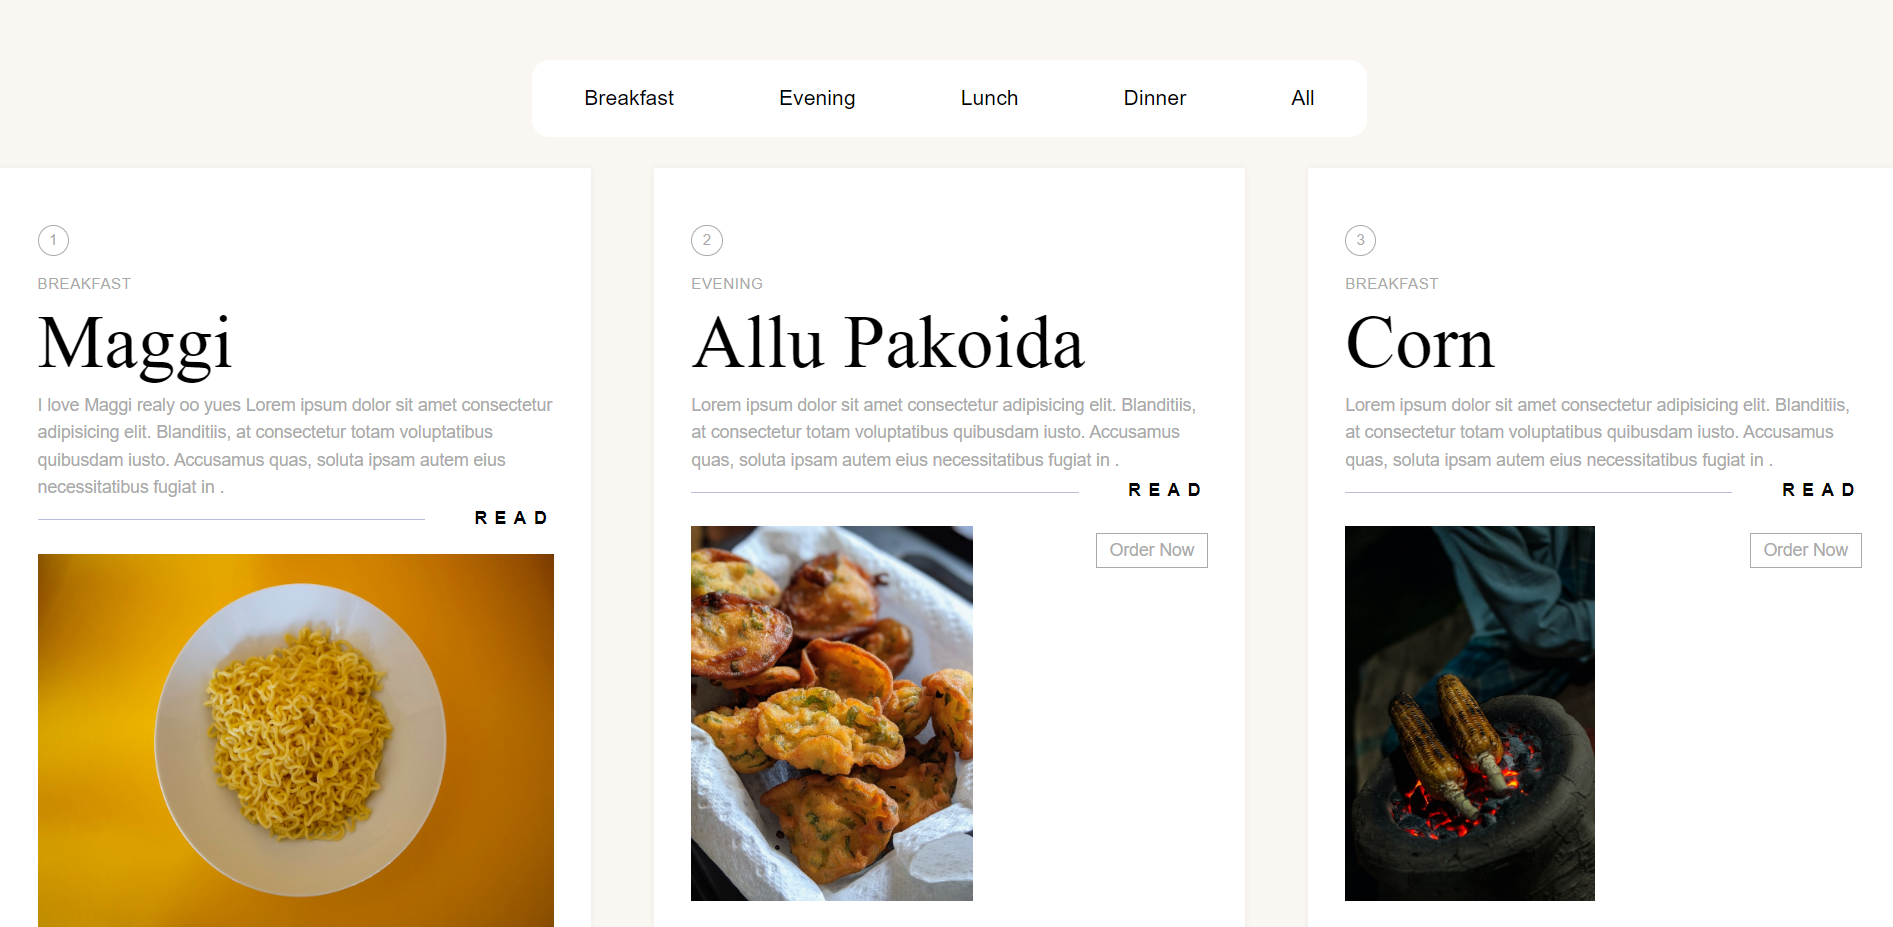 Breakfast Evening Lunch Dinner All
1
BREAKFAST
Maggi
I love Maggi realy oo yues Lorem ipsum dolor sit amet consectetur
adipisicing elit. Blanditiis, at consectetur totam voluptatibus
quibusdam iusto. Accusamus quas, soluta ipsam autem eius
necessitatibus fugiat in .
READ
2
EVENING
Allu Pakoida
Lorem ipsum dolor sit amet consectetur adipisicing elit. Blanditiis,
at consectetur totam voluptatibus quibusdam iusto. Accusamus
quas, soluta ipsam autem eius necessitatibus fugiat in .
READ
Order Now
3
BREAKFAST
Corn
Lorem ipsum dolor sit amet consectetur adipisicing elit. Blanditiis,
at consectetur totam voluptatibus quibusdam iusto. Accusamus
quas, soluta ipsam autem eius necessitatibus fugiat in .
READ
Order Now